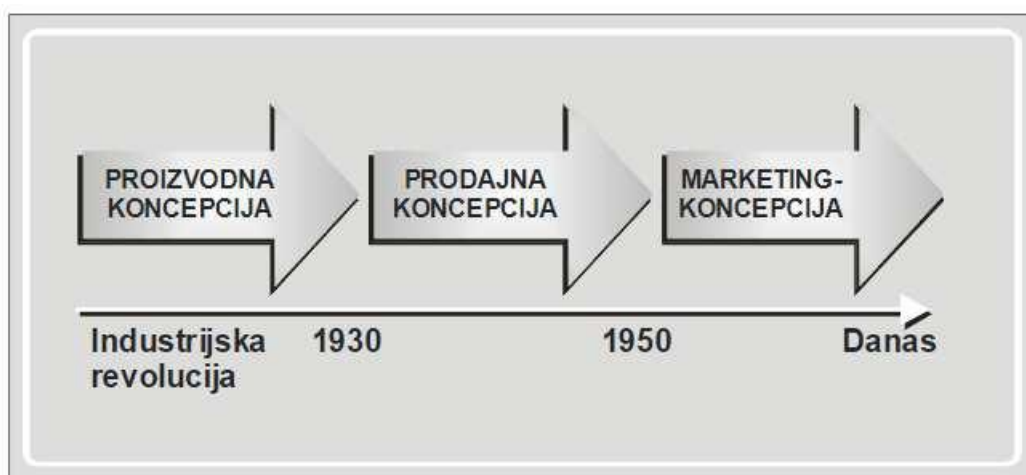 PROIZVODNA
KONCEPCIJA
PRODAJNA
KONCEPCIJA
MARKETING-
KONCEPCIJA
Industrijska
revolucija
1930
1950
Danas